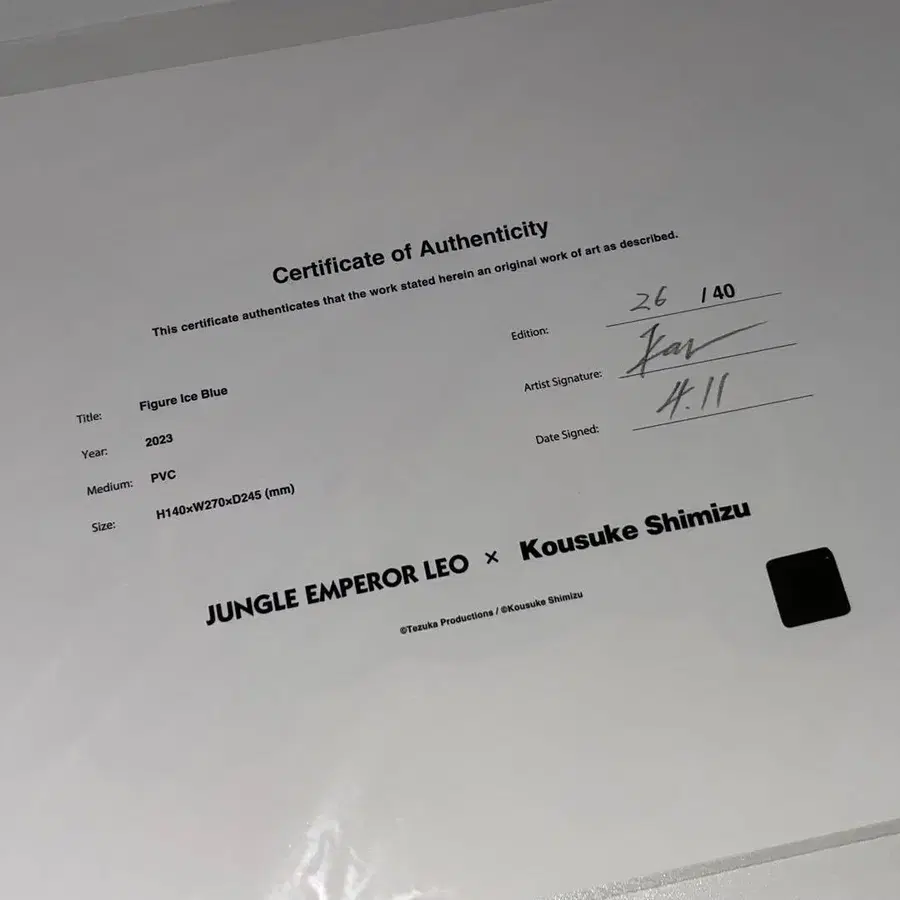 Certificate of Authenticity
This certificate authenticates that the work stated herein an original work of art as described.
Title: Figure Ice Blue
Year: 2023
Medium: PVC
Size: H140×W270×D245 (mm)
Edition: 26 / 40
Artist Signature:
Date Signed: 4.11
JUNGLE EMPEROR LEO × Kousuke Shimizu
©Tezuka Productions / ©Kousuke Shimizu